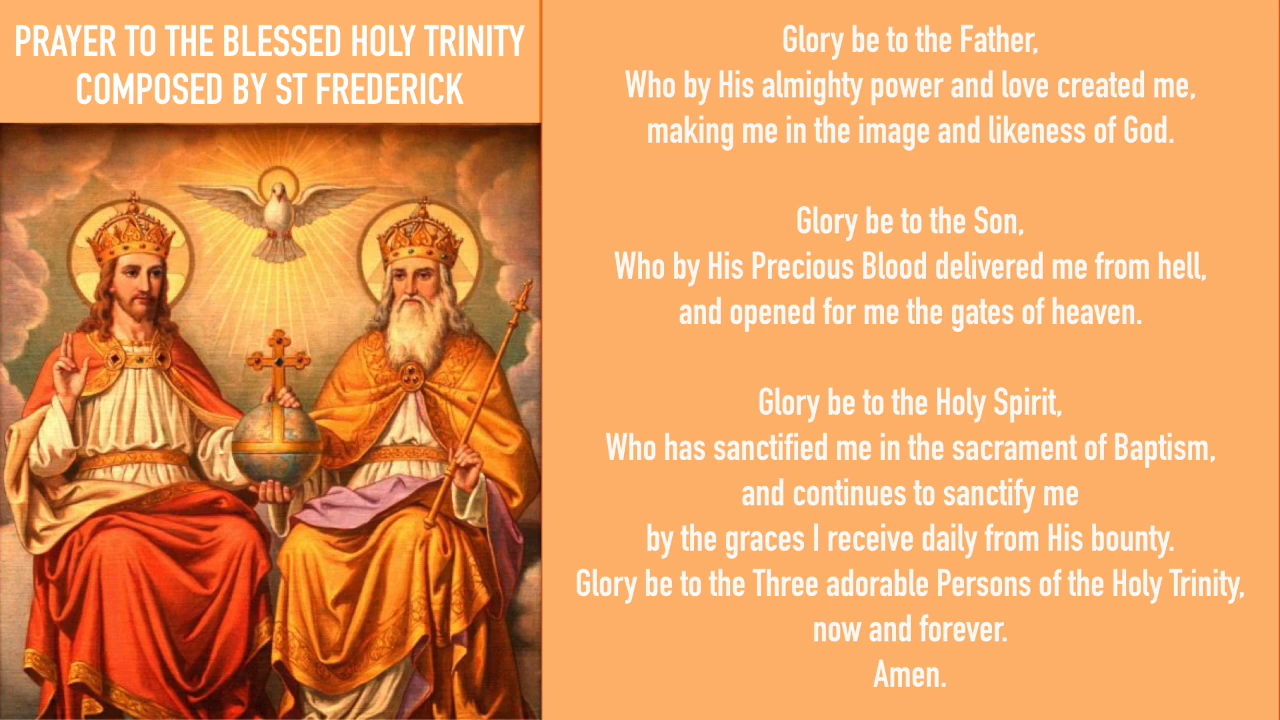 PRAYER TO THE BLESSED HOLY TRINITY
COMPOSED BY ST FREDERICK
Glory be to the Father,
Who by His almighty power and love created me,
making me in the image and likeness of God.
Glory be to the Son,
Who by His Precious Blood delivered me from hell,
and opened for me the gates of heaven.
Glory be to the Holy Spirit,
Who has sanctified me in the sacrament of Baptism,
and continues to sanctify me
by the graces I receive daily from His bounty.
Glory be to the Three adorable Persons of the Holy Trinity,
now and forever.
Amen.